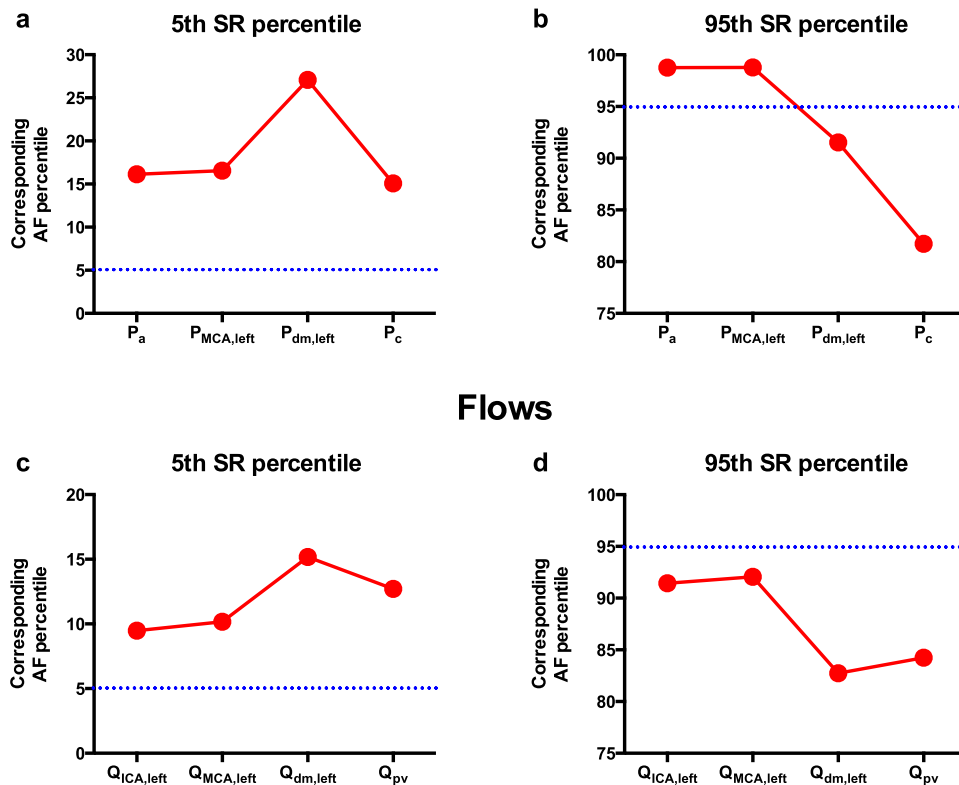 a
5th SR percentile
Corresponding
AF percentile
30
25
20
15
10
5
0
Pa
PMCA,left
Pdm,left
Pc
b
95th SR percentile
Corresponding
AF percentile
100
95
90
85
80
75
Pa
PMCA,left
Pdm,left
Pc
Flows
c
5th SR percentile
Corresponding
AF percentile
20
15
10
5
0
QICA,left
QMCA,left
Qdm,left
Qpv
d
95th SR percentile
Corresponding
AF percentile
100
95
90
85
80
75
QICA,left
QMCA,left
Qdm,left
Qpv